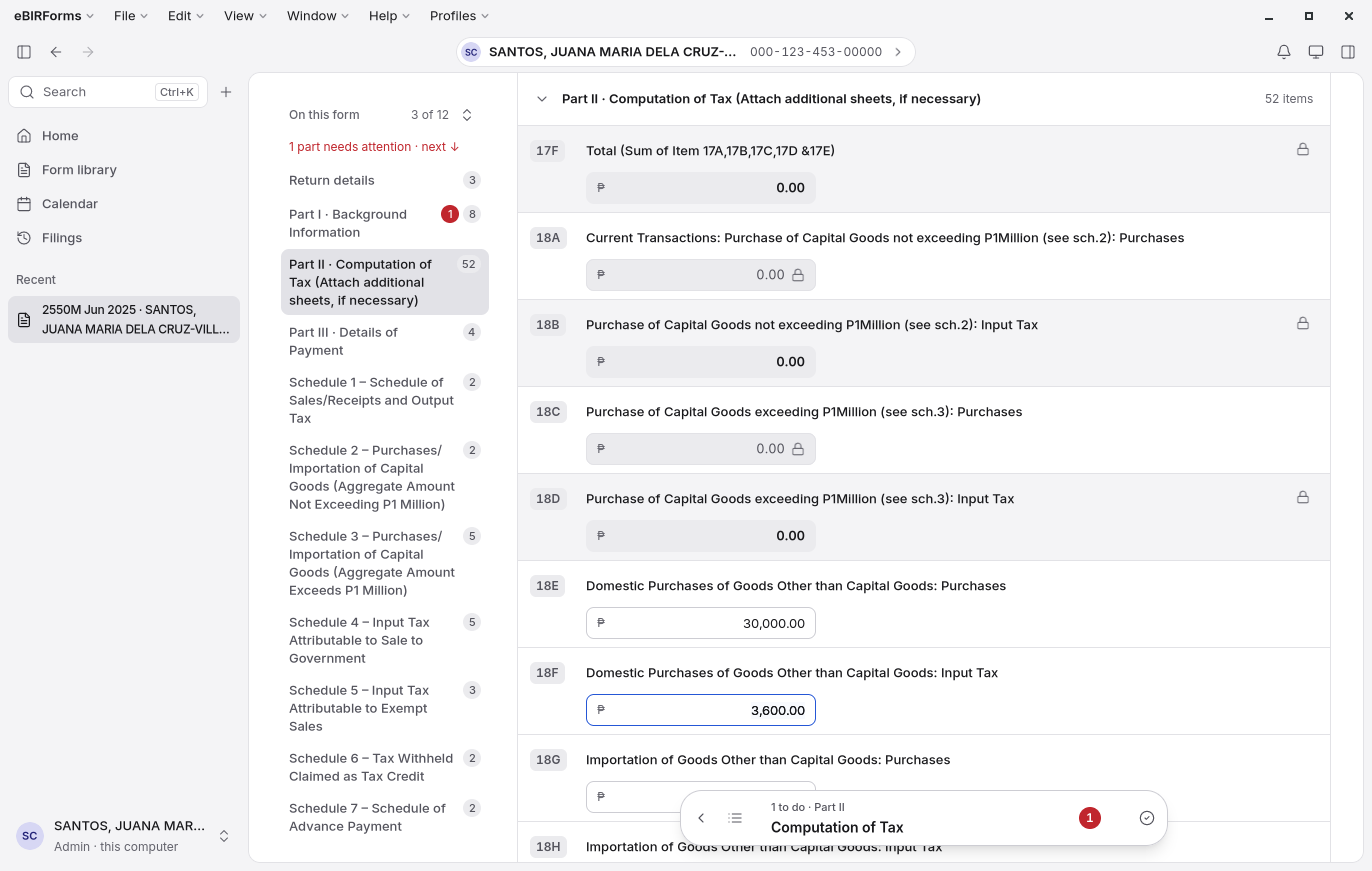 eBIRForms File Edit View Window Help Profiles
SC SANTOS, JUANA MARIA DELA CRUZ-... 000-123-453-00000
Search Ctrl+K
Home
Form library
Calendar
Filings
Recent
2550M Jun 2025 · SANTOS,
JUANA MARIA DELA CRUZ-VILL...
SC SANTOS, JUANA MAR...
Admin · this computer
On this form 3 of 12
1 part needs attention · next ↓
Return details 3
Part I · Background 1 8
Information
Part II · Computation of 52
Tax (Attach additional
sheets, if necessary)
Part III · Details of 4
Payment
Schedule 1 – Schedule of 2
Sales/Receipts and Output
Tax
Schedule 2 – Purchases/ 2
Importation of Capital
Goods (Aggregate Amount
Not Exceeding P1 Million)
Schedule 3 – Purchases/ 5
Importation of Capital
Goods (Aggregate Amount
Exceeds P1 Million)
Schedule 4 – Input Tax 5
Attributable to Sale to
Government
Schedule 5 – Input Tax 3
Attributable to Exempt
Sales
Schedule 6 – Tax Withheld 2
Claimed as Tax Credit
Schedule 7 – Schedule of 2
Advance Payment
Part II · Computation of Tax (Attach additional sheets, if necessary) 52 items
17F Total (Sum of Item 17A,17B,17C,17D &17E)
₱ 0.00
18A Current Transactions: Purchase of Capital Goods not exceeding P1Million (see sch.2): Purchases
₱ 0.00
18B Purchase of Capital Goods not exceeding P1Million (see sch.2): Input Tax
₱ 0.00
18C Purchase of Capital Goods exceeding P1Million (see sch.3): Purchases
₱ 0.00
18D Purchase of Capital Goods exceeding P1Million (see sch.3): Input Tax
₱ 0.00
18E Domestic Purchases of Goods Other than Capital Goods: Purchases
₱ 30,000.00
18F Domestic Purchases of Goods Other than Capital Goods: Input Tax
₱ 3,600.00
18G Importation of Goods Other than Capital Goods: Purchases
₱
18H Importation of Goods Other than Capital Goods: Input Tax
1 to do · Part II
Computation of Tax 1